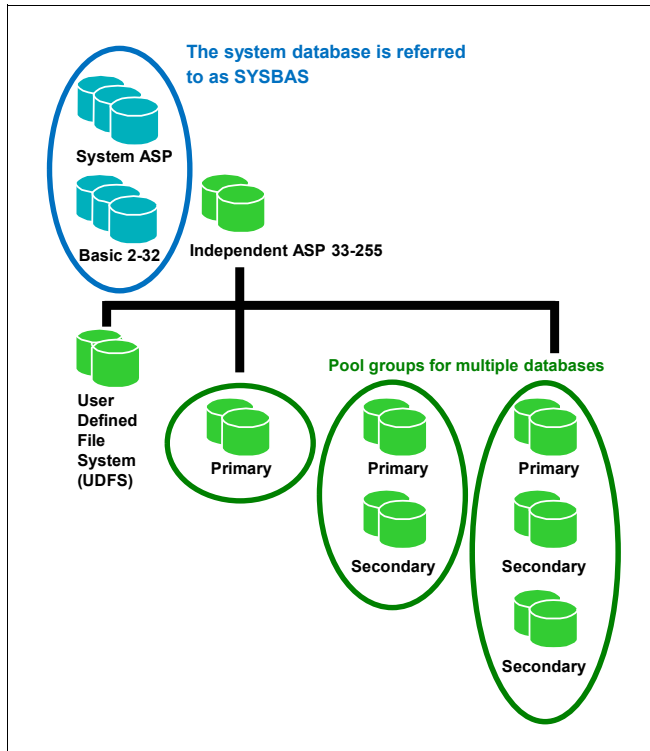 The system database is referred
to as SYSBAS
System ASP
Basic 2-32
Independent ASP 33-255
Pool groups for multiple databases
User
Defined
File
System
(UDFS)
Primary
Primary
Secondary
Primary
Secondary
Secondary